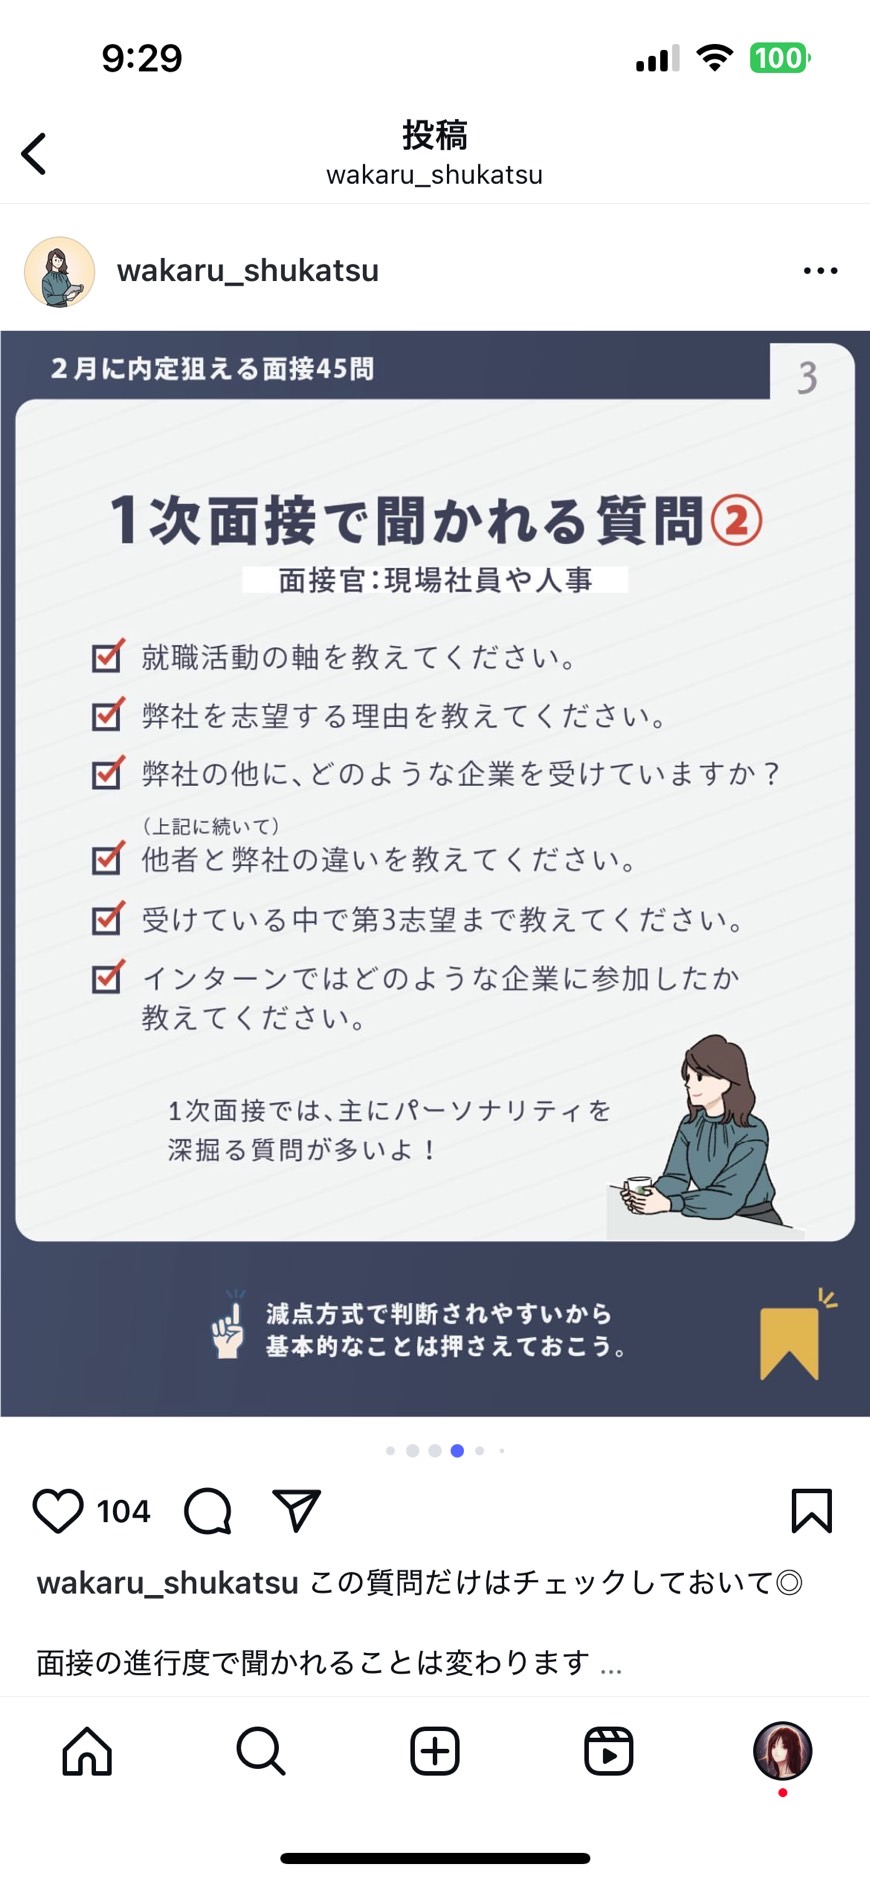 9:29
100
投稿
wakaru_shukatsu
wakaru_shukatsu
２月に内定狙える面接45問
3
1次面接で聞かれる質問②
面接官：現場社員や人事
就職活動の軸を教えてください。
弊社を志望する理由を教えてください。
弊社の他に、どのような企業を受けていますか？
（上記に続いて）
他者と弊社の違いを教えてください。
受けている中で第3志望まで教えてください。
インターンではどのような企業に参加したか
教えてください。
1次面接では、主にパーソナリティを
深掘る質問が多いよ！
減点方式で判断されやすいから
基本的なことは押さえておこう。
104
wakaru_shukatsu この質問だけはチェックしておいて◎
面接の進行度で聞かれることは変わります ...